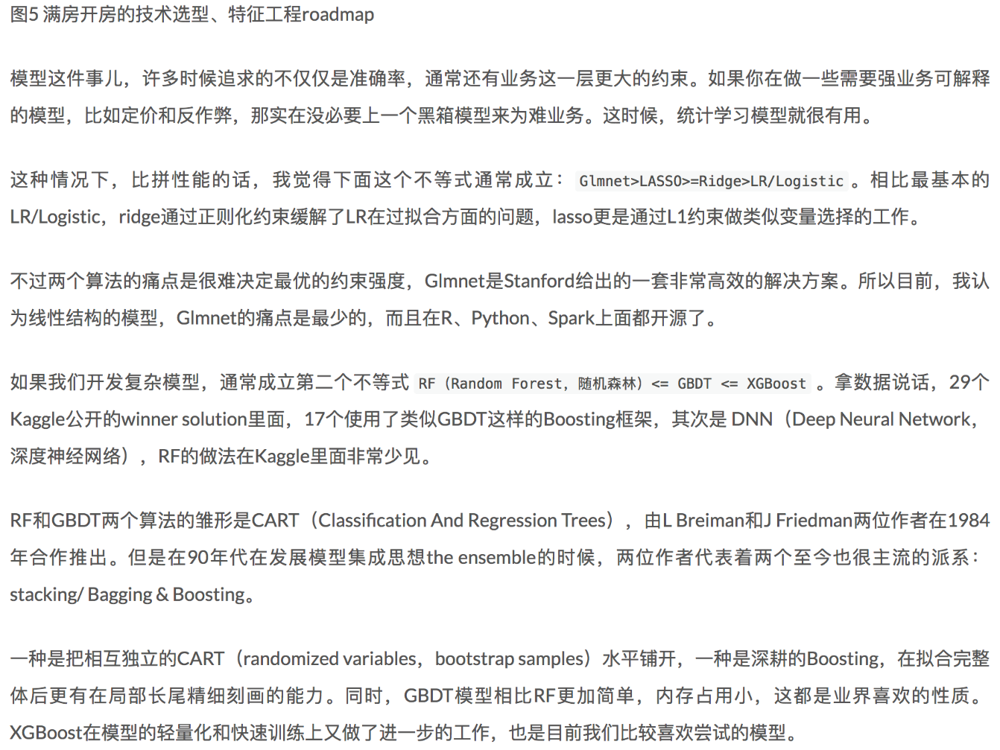 图5 满房开房的技术选型、特征工程roadmap
模型这件事儿，许多时候追求的不仅仅是准确率，通常还有业务这一层更大的约束。如果你在做一些需要强业务可解释
的模型，比如定价和反作弊，那实在没必要上一个黑箱模型来为难业务。这时候，统计学习模型就很有用。
这种情况下，比拼性能的话，我觉得下面这个不等式通常成立：Glmnet>LASSO>=Ridge>LR/Logistic。相比最基本的
LR/Logistic，ridge通过正则化约束缓解了LR在过拟合方面的问题，lasso更是通过L1约束做类似变量选择的工作。
不过两个算法的痛点是很难决定最优的约束强度，Glmnet是Stanford给出的一套非常高效的解决方案。所以目前，我认
为线性结构的模型，Glmnet的痛点是最少的，而且在R、Python、Spark上面都开源了。
如果我们开发复杂模型，通常成立第二个不等式 RF（Random Forest，随机森林）<= GBDT <= XGBoost 。拿数据说话，29个
Kaggle公开的winner solution里面，17个使用了类似GBDT这样的Boosting框架，其次是 DNN（Deep Neural Network，
深度神经网络），RF的做法在Kaggle里面非常少见。
RF和GBDT两个算法的雏形是CART（Classification And Regression Trees），由L Breiman和J Friedman两位作者在1984
年合作推出。但是在90年代在发展模型集成思想the ensemble的时候，两位作者代表着两个至今也很主流的派系：
stacking/ Bagging & Boosting。
一种是把相互独立的CART（randomized variables，bootstrap samples）水平铺开，一种是深耕的Boosting，在拟合完整
体后更有在局部长尾精细刻画的能力。同时，GBDT模型相比RF更加简单，内存占用小，这都是业界喜欢的性质。
XGBoost在模型的轻量化和快速训练上又做了进一步的工作，也是目前我们比较喜欢尝试的模型。